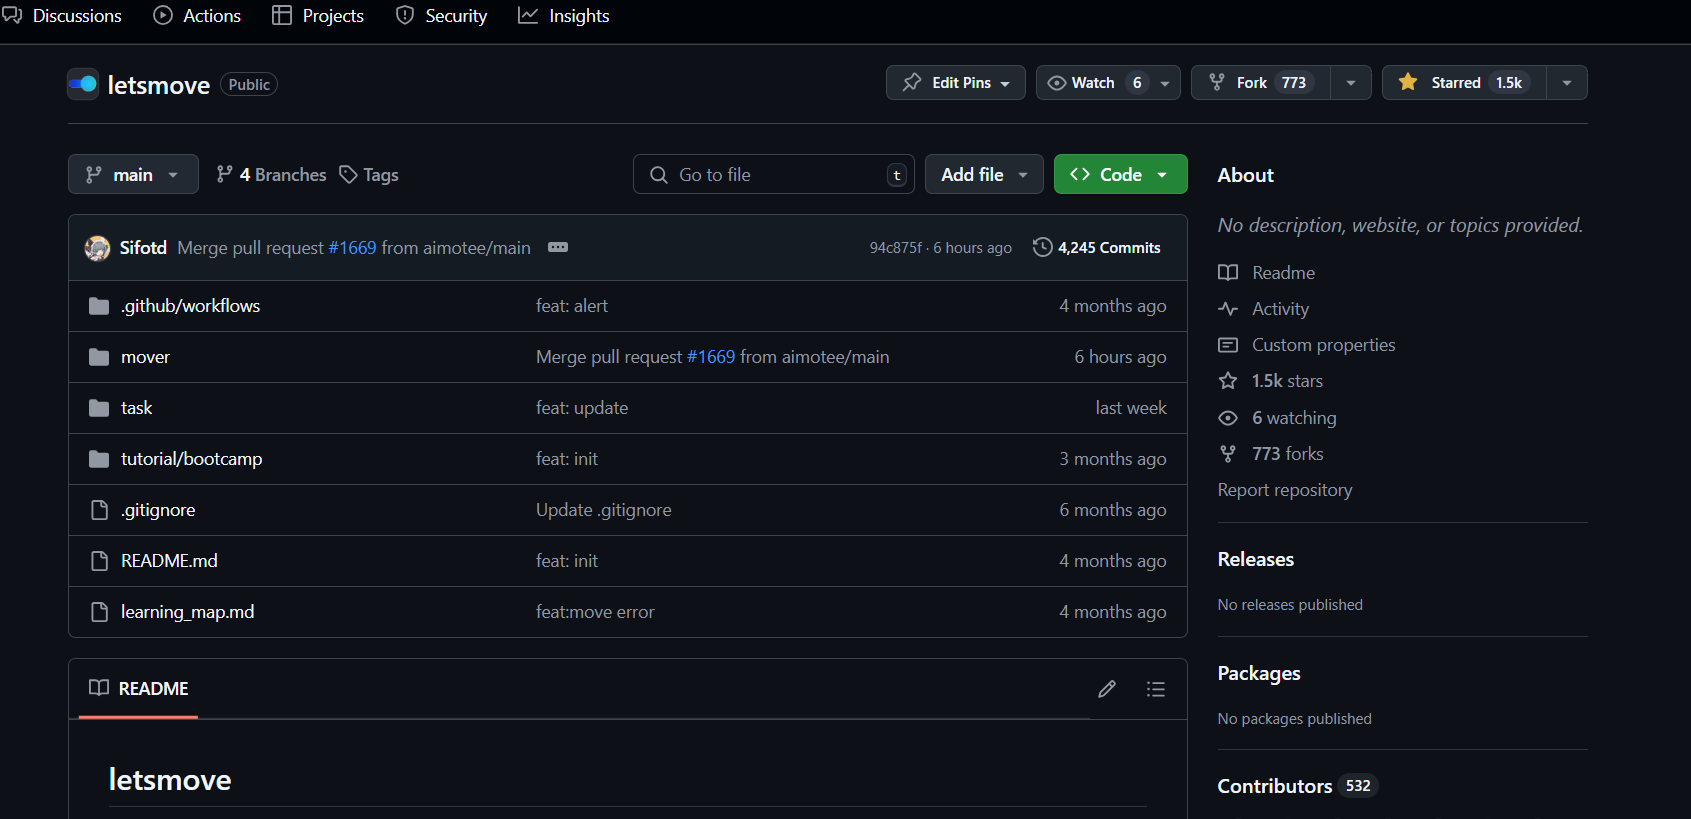 Discussions Actions Projects Security Insights
letsmove Public Edit Pins Watch 6 Fork 773 Starred 1.5k
main 4 Branches Tags Go to file t Add file Code
Sifotd Merge pull request #1669 from aimotee/main 94c875f · 6 hours ago 4,245 Commits
.github/workflows feat: alert 4 months ago
mover Merge pull request #1669 from aimotee/main 6 hours ago
task feat: update last week
tutorial/bootcamp feat: init 3 months ago
.gitignore Update .gitignore 6 months ago
README.md feat: init 4 months ago
learning_map.md feat:move error 4 months ago
README
letsmove
About
No description, website, or topics provided.
Readme
Activity
Custom properties
1.5k stars
6 watching
773 forks
Report repository
Releases
No releases published
Packages
No packages published
Contributors 532